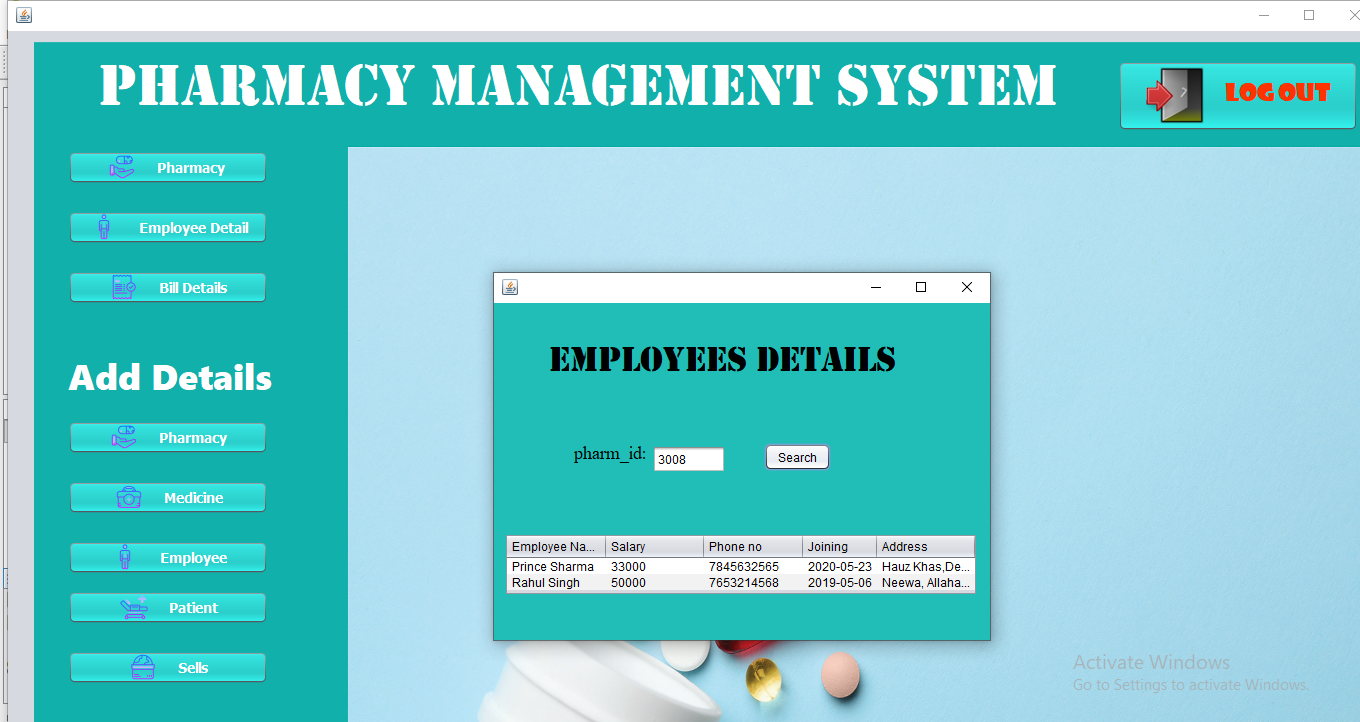 PHARMACY MANAGEMENT SYSTEM
LOG OUT
Pharmacy
Employee Detail
Bill Details
Add Details
Pharmacy
Medicine
Employee
Patient
Sells
EMPLOYEES DETAILS
pharm_id: 3008 Search
Employee Na... Salary Phone no Joining Address
Prince Sharma 33000 7845632565 2020-05-23 Hauz Khas,De...
Rahul Singh 50000 7653214568 2019-05-06 Neewa, Allaha...
Activate Windows
Go to Settings to activate Windows.